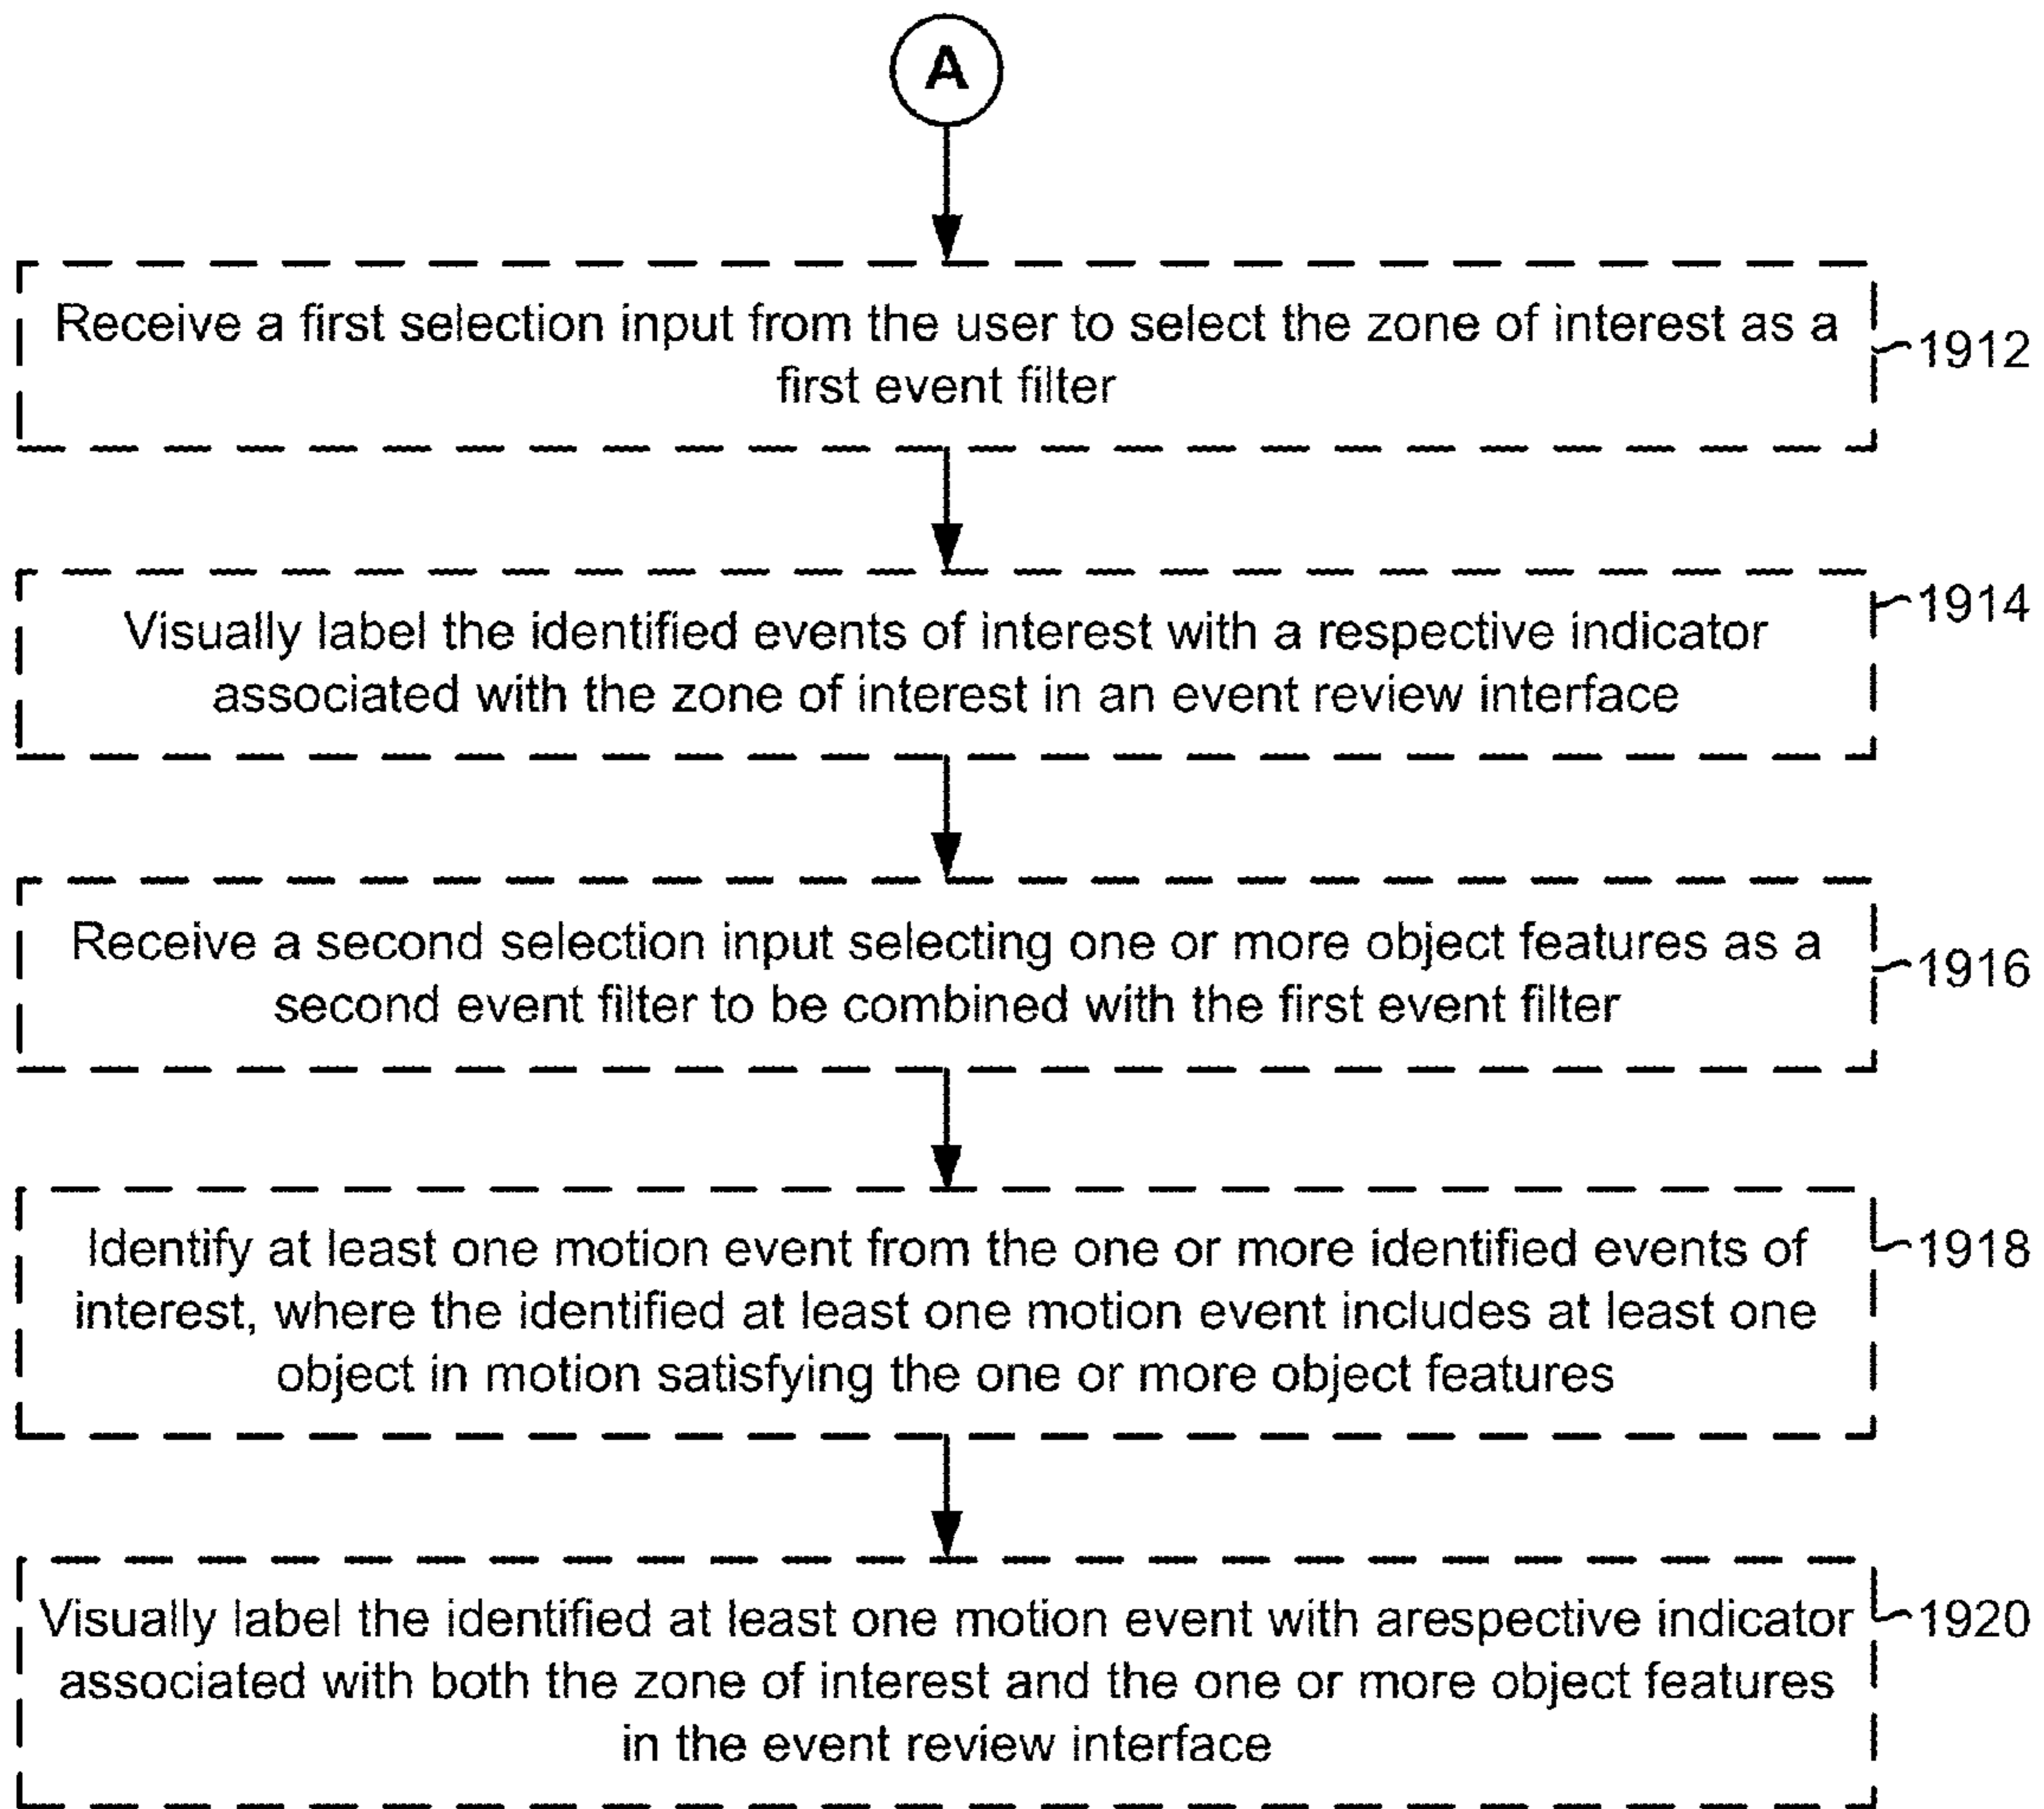 A
Receive a first selection input from the user to select the zone of interest as a
first event filter
1912
Visually label the identified events of interest with a respective indicator
associated with the zone of interest in an event review interface
1914
Receive a second selection input selecting one or more object features as a
second event filter to be combined with the first event filter
1916
Identify at least one motion event from the one or more identified events of
interest, where the identified at least one motion event includes at least one
object in motion satisfying the one or more object features
1918
Visually label the identified at least one motion event with arespective indicator
associated with both the zone of interest and the one or more object features
in the event review interface
1920